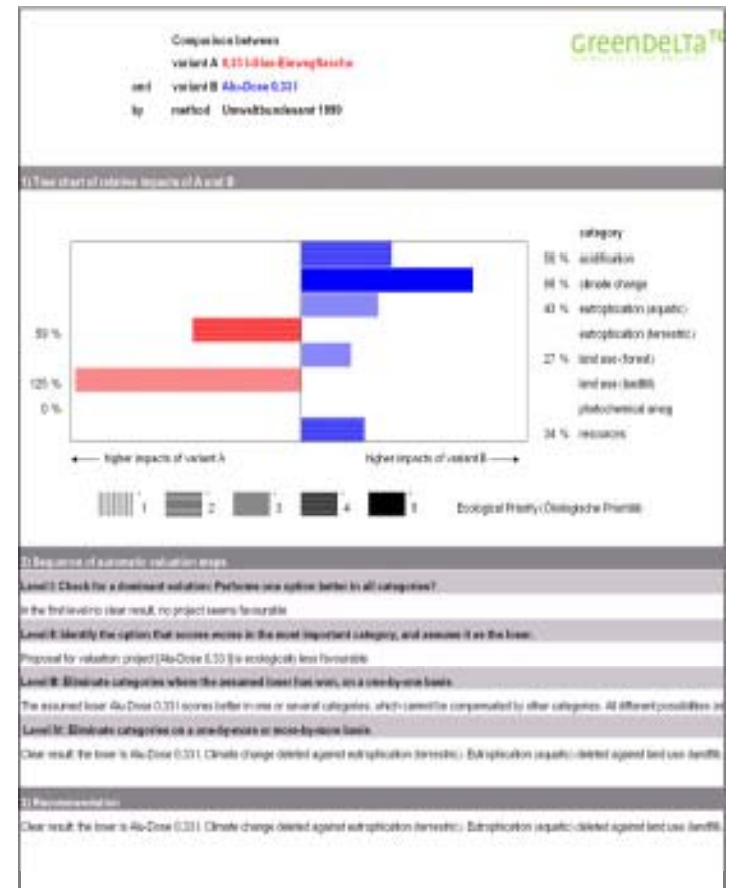 Comparison between
GreenDeltaTC
variant A 0,33 l-Glas-Einwegflasche
and variant B Alu-Dose 0,33 l
by method Umweltbundesamt 1999
1) Tree chart of relative impacts of A and B
category
50 % acidification
climate change
43 % eutrophication (aquatic)
eutrophication (terrestric)
27 % land use (forest)
125 % land use (landfill)
0 % photochemical smog
34 % resources
higher impacts of variant A higher impacts of variant B
1 2 3 4 5 Ecological Priority (Ökologische Priorität)
2) Sequence of automatic valuation steps
Level I: Check for a dominant solution: Performs one option better in all categories?
In the first level no clear result, no project seems favourable
Level II: Identify the option that scores worse in the most important category, and assumes it as the loser.
Proposal for valuation: project [Alu-Dose 0,33 l] is ecologically less favourable
Level III: Eliminate categories where the assumed loser has won, on a one-by-one basis
The assumed loser Alu-Dose 0,33 l scores better in one or several categories, which cannot be compensated by other categories. All different possibilities
Level IV: Eliminate categories on a one-by-more or more-by-more basis
Clear result: the loser is Alu-Dose 0,33 l. Climate change deleted against eutrophication (terrestric). Eutrophication (aquatic) deleted against land use (landfill).
3) Recommendation
Clear result: the loser is Alu-Dose 0,33 l. Climate change deleted against eutrophication (terrestric). Eutrophication (aquatic) deleted against land use (landfill).